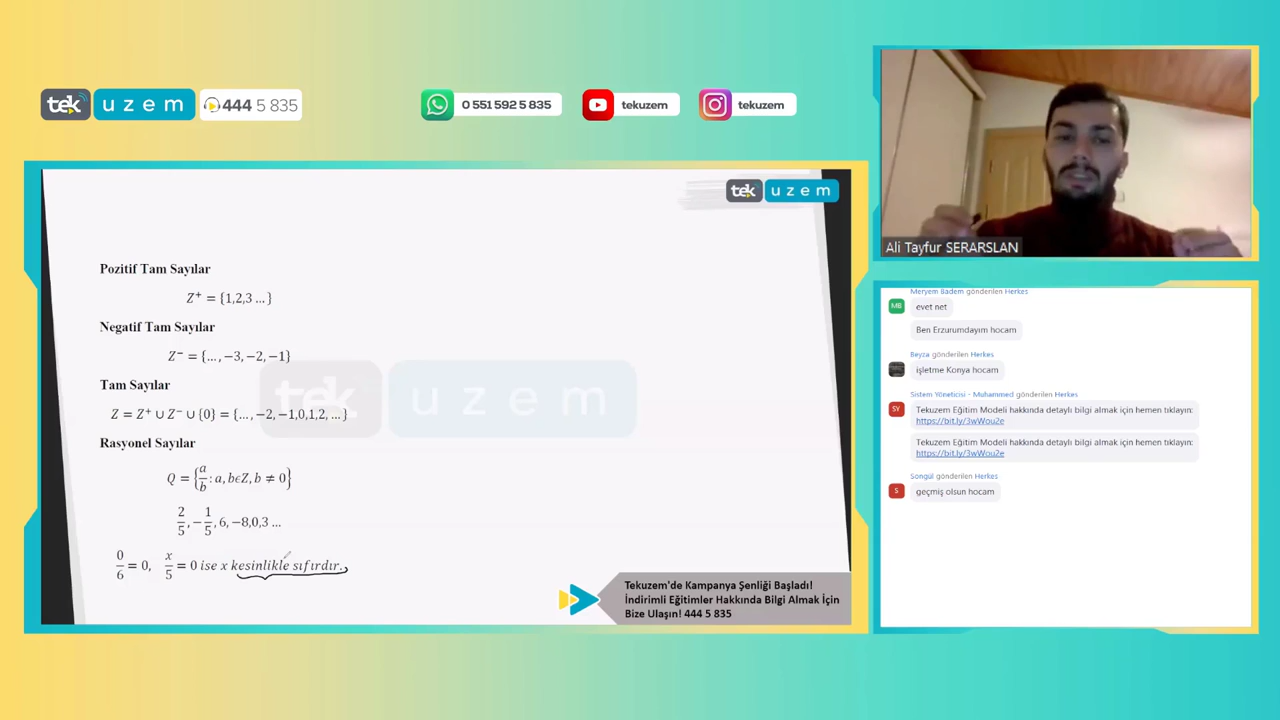 tek uzem 444 5 835
0 551 592 5 835
tekuzem
tekuzem
tek uzem
Pozitif Tam Sayılar
Z⁺ = {1,2,3 ...}
Negatif Tam Sayılar
Z⁻ = {..., −3, −2, −1}
Tam Sayılar
Z = Z⁺ ∪ Z⁻ ∪ {0} = {..., −2, −1,0,1,2, ...}
Rasyonel Sayılar
Q = {a/b : a, bϵZ, b ≠ 0}
2/5, −1/5, 6, −8,0,3 ...
0/6 = 0, x/5 = 0 ise x kesinlikle sıfırdır.
tek uzem
Tekuzem'de Kampanya Şenliği Başladı!
İndirimli Eğitimler Hakkında Bilgi Almak İçin
Bize Ulaşın! 444 5 835
Ali Tayfur SERARSLAN
Meryem Badem gönderilen Herkes
MB evet net
Ben Erzurumdayım hocam
Beyza gönderilen Herkes
işletme Konya hocam
Sistem Yöneticisi - Muhammed gönderilen Herkes
SY Tekuzem Eğitim Modeli hakkında detaylı bilgi almak için hemen tıklayın:
https://bit.ly/3wWou2e
Tekuzem Eğitim Modeli hakkında detaylı bilgi almak için hemen tıklayın:
https://bit.ly/3wWou2e
Songül gönderilen Herkes
S geçmiş olsun hocam